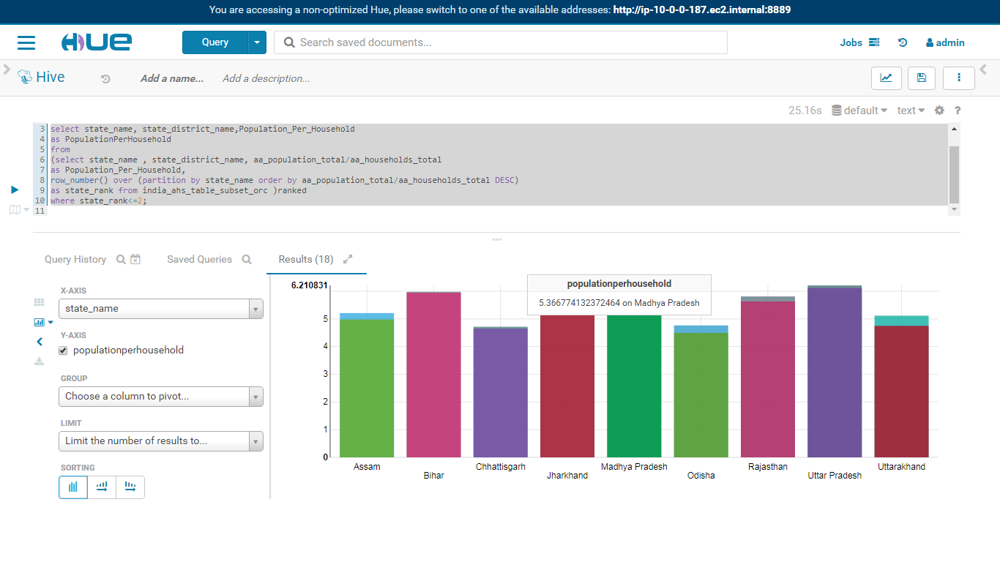 You are accessing a non-optimized Hue, please switch to one of the available addresses: http://ip-10-0-0-187.ec2.internal:8889
HUE
Query
Search saved documents...
Jobs
admin
Hive
Add a name...
Add a description...
25.16s
default
text
?
3 select state_name, state_district_name,Population_Per_Household
4 as PopulationPerHousehold
5 from
6 (select state_name , state_district_name, aa_population_total/aa_households_total
7 as Population_Per_Household,
8 row_number() over (partition by state_name order by aa_population_total/aa_households_total DESC)
9 as state_rank from india_ahs_table_subset_orc )ranked
10 where state_rank<=2;
11
Query History
Saved Queries
Results (18)
X-AXIS
state_name
Y-AXIS
populationperhousehold
GROUP
Choose a column to pivot...
LIMIT
Limit the number of results to...
SORTING
populationperhousehold
5.366774132372464 on Madhya Pradesh
6.210831
5
4
3
2
1
0
Assam
Bihar
Chhattisgarh
Jharkhand
Madhya Pradesh
Odisha
Rajasthan
Uttar Pradesh
Uttarakhand